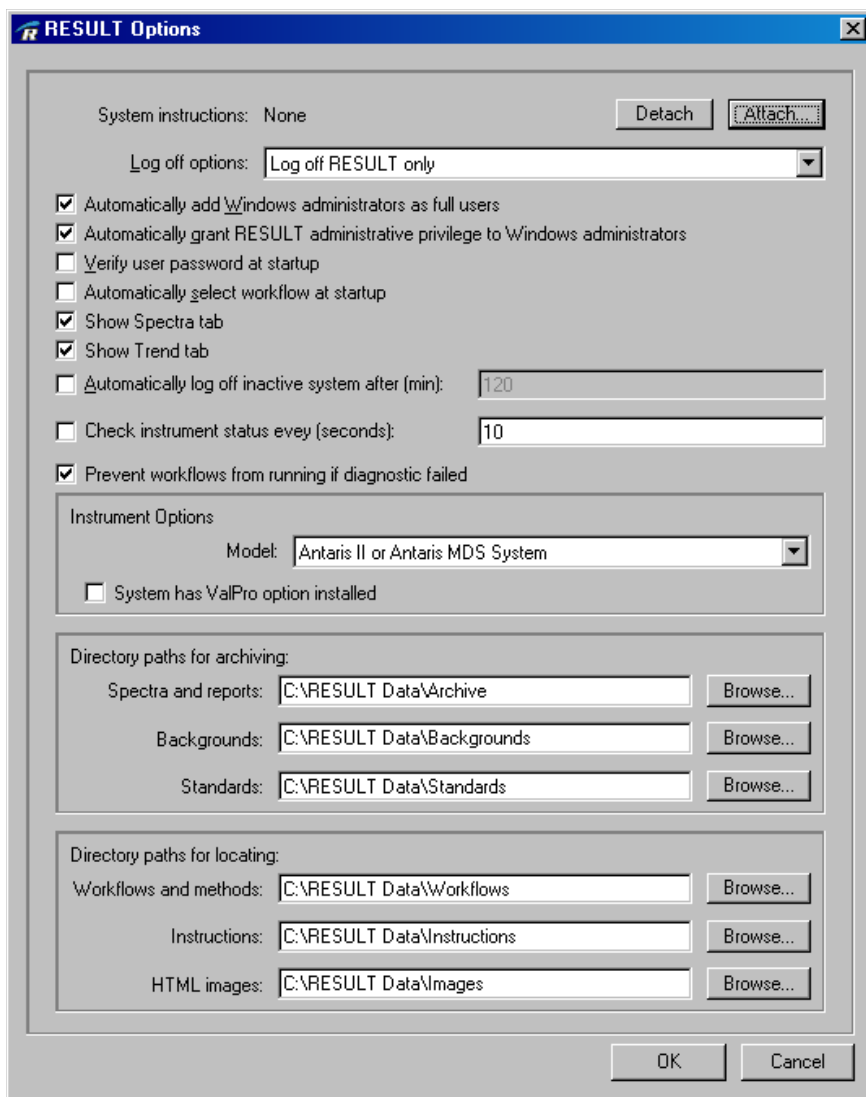 RESULT Options
System instructions: None Detach Attach...
Log off options: Log off RESULT only
Automatically add Windows administrators as full users
Automatically grant RESULT administrative privilege to Windows administrators
Verify user password at startup
Automatically select workflow at startup
Show Spectra tab
Show Trend tab
Automatically log off inactive system after (min): 120
Check instrument status evey (seconds): 10
Prevent workflows from running if diagnostic failed
Instrument Options
Model: Antaris II or Antaris MDS System
System has ValPro option installed
Directory paths for archiving:
Spectra and reports: C:\RESULT Data\Archive Browse...
Backgrounds: C:\RESULT Data\Backgrounds Browse...
Standards: C:\RESULT Data\Standards Browse...
Directory paths for locating:
Workflows and methods: C:\RESULT Data\Workflows Browse...
Instructions: C:\RESULT Data\Instructions Browse...
HTML images: C:\RESULT Data\Images Browse...
OK Cancel